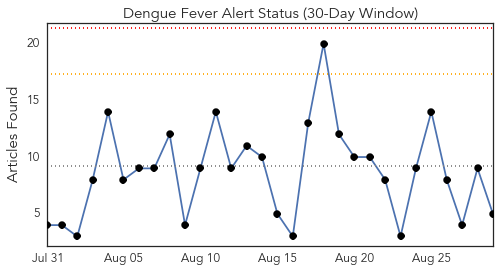 Dengue Fever Alert Status (30-Day Window)
20
15
10
5
Articles Found
Jul 31 Aug 05 Aug 10 Aug 15 Aug 20 Aug 25